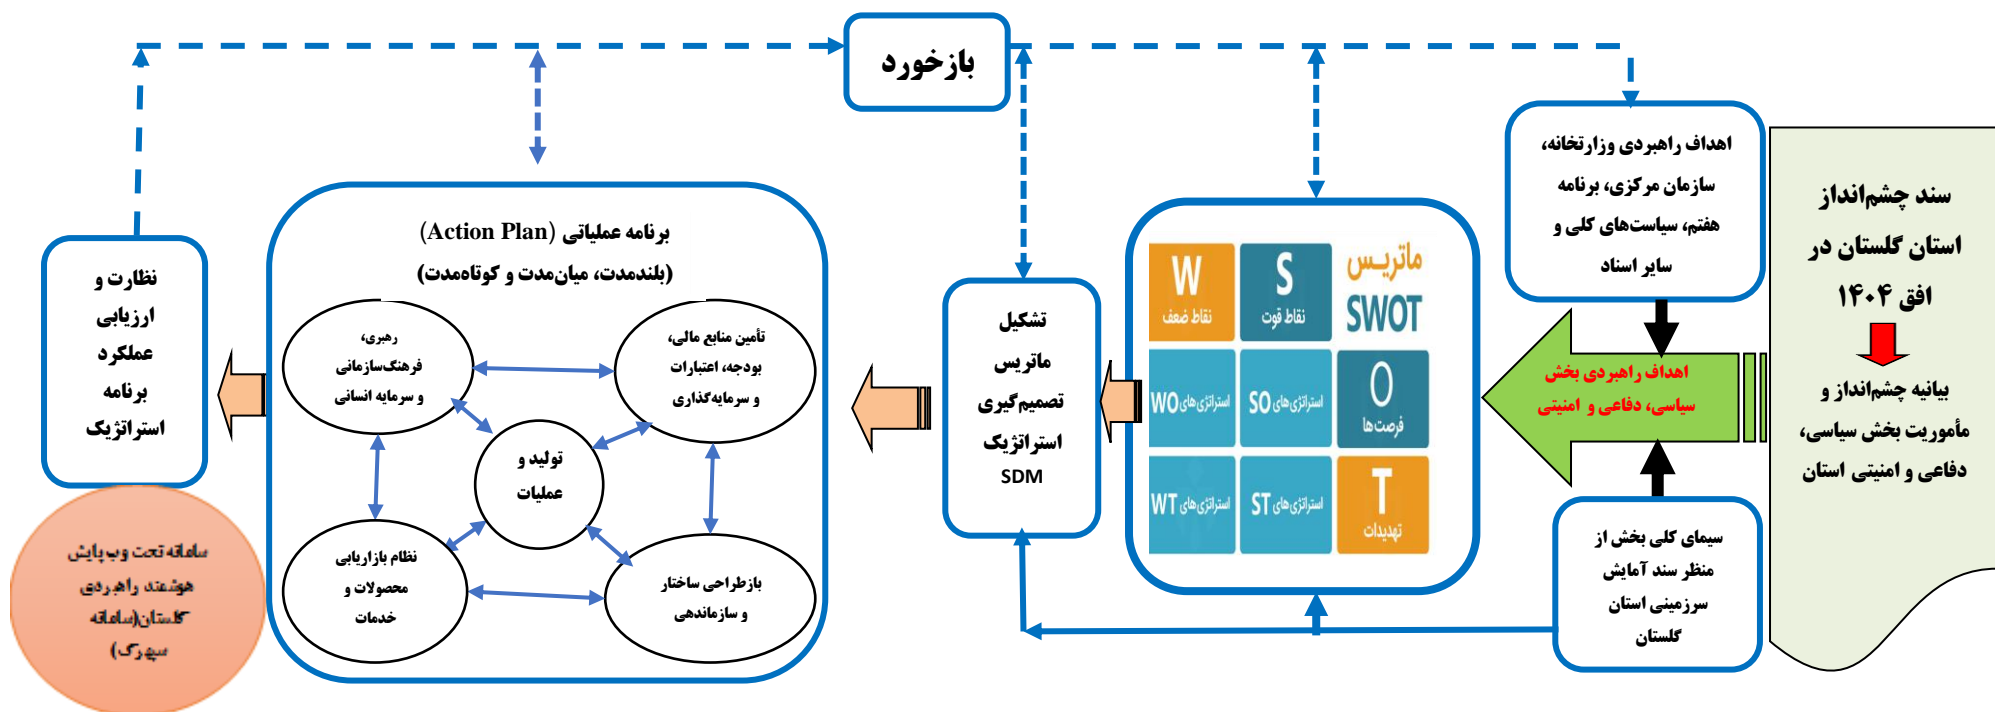 بازخورد
سند چشم‌انداز
استان گلستان در
افق ۱۴۰۴
بیانیه چشم‌انداز و
مأموریت بخش سیاسی،
دفاعی و امنیتی استان
اهداف راهبردی وزارتخانه،
سازمان مرکزی، برنامه
هفتم، سیاست‌های کلی و
سایر اسناد
اهداف راهبردی بخش
سیاسی، دفاعی و امنیتی
سیمای کلی بخش از
منظر سند آمایش
سرزمینی استان
گلستان
ماتریس
SWOT
S
نقاط قوت
W
نقاط ضعف
O
فرصت‌ها
استراتژی‌های SO
استراتژی‌های WO
T
تهدیدات
استراتژی‌های ST
استراتژی‌های WT
تشکیل
ماتریس
تصمیم‌گیری
استراتژیک
SDM
برنامه عملیاتی (Action Plan)
(بلندمدت، میان‌مدت و کوتاه‌مدت)
تأمین منابع مالی،
بودجه، اعتبارات
و سرمایه‌گذاری
رهبری،
فرهنگ‌سازمانی
و سرمایه انسانی
تولید و
عملیات
بازطراحی ساختار
و سازماندهی
نظام بازاریابی
محصولات و
خدمات
نظارت و
ارزیابی
عملکرد
برنامه
استراتژیک
سامانه تحت وب پایش
هوشمند راهبردی
گلستان(سامانه
سپهرک)